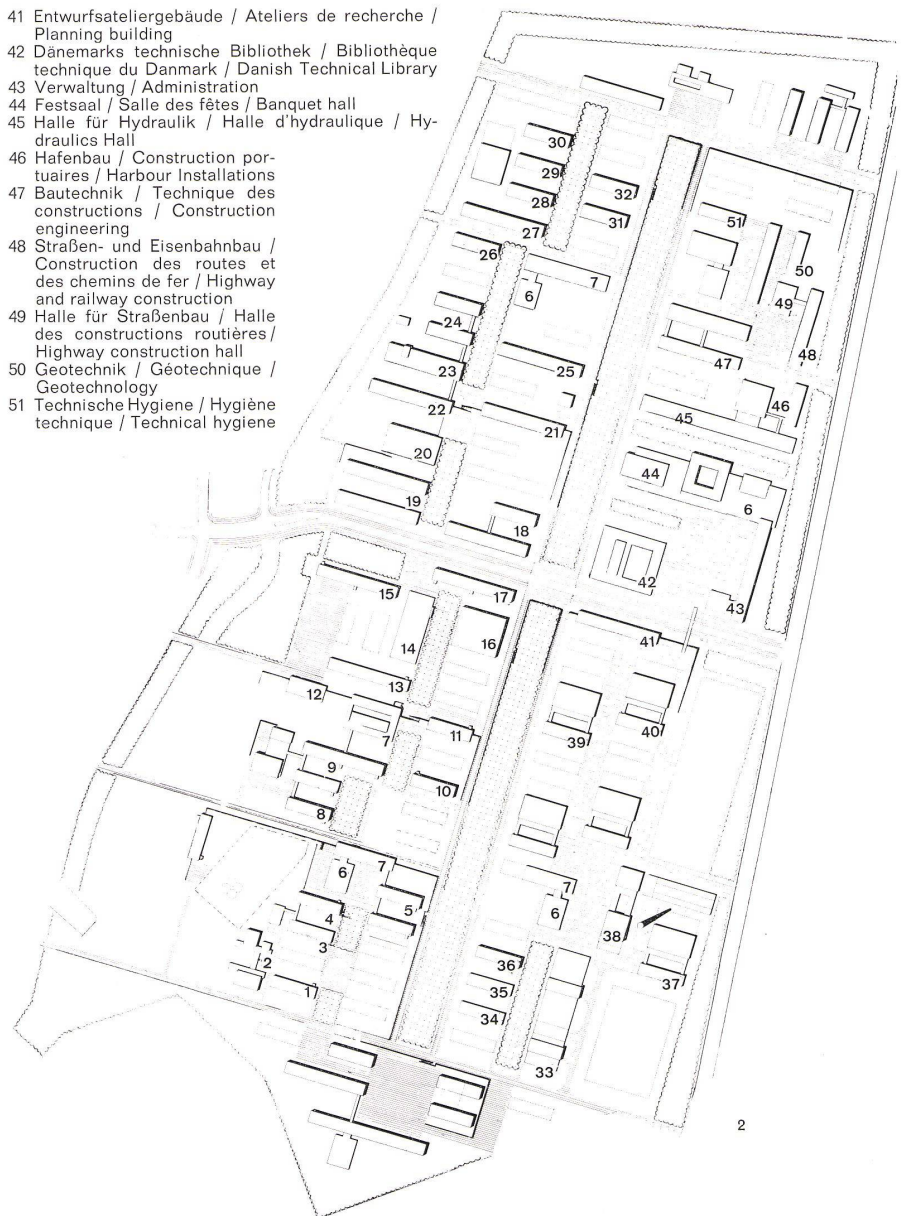 41 Entwurfsateliergebäude / Ateliers de recherche /
Planning building
42 Dänemarks technische Bibliothek / Bibliothèque
technique du Danmark / Danish Technical Library
43 Verwaltung / Administration
44 Festsaal / Salle des fêtes / Banquet hall
45 Halle für Hydraulik / Halle d'hydraulique / Hy-
draulics Hall
46 Hafenbau / Construction por-
tuaires / Harbour Installations
47 Bautechnik / Technique des
constructions / Construction
engineering
48 Straßen- und Eisenbahnbau /
Construction des routes et
des chemins de fer / Highway
and railway construction
49 Halle für Straßenbau / Halle
des constructions routières /
Highway construction hall
50 Geotechnik / Géotechnique /
Geotechnology
51 Technische Hygiene / Hygiène
technique / Technical hygiene
30
29
32
28
51
31
27
26
50
7
6
49
24
48
47
25
23
46
22
45
21
20
44
6
19
18
42
15
17
43
14
16
41
13
12
7
11
40
39
9
10
8
7
6
7
5
6
4
38
3
36
2
37
35
1
34
33
2